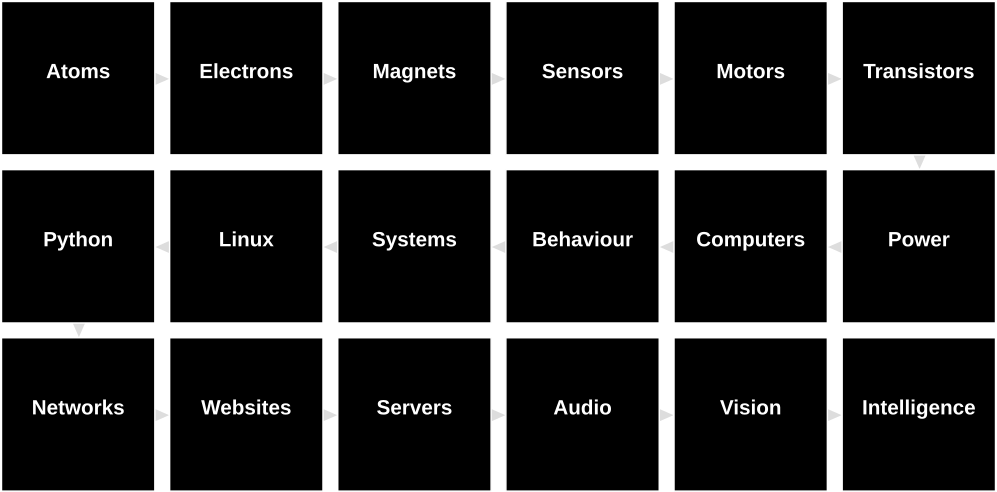 Atoms
Electrons
Magnets
Sensors
Motors
Transistors
Power
Computers
Behaviour
Systems
Linux
Python
Networks
Websites
Servers
Audio
Vision
Intelligence